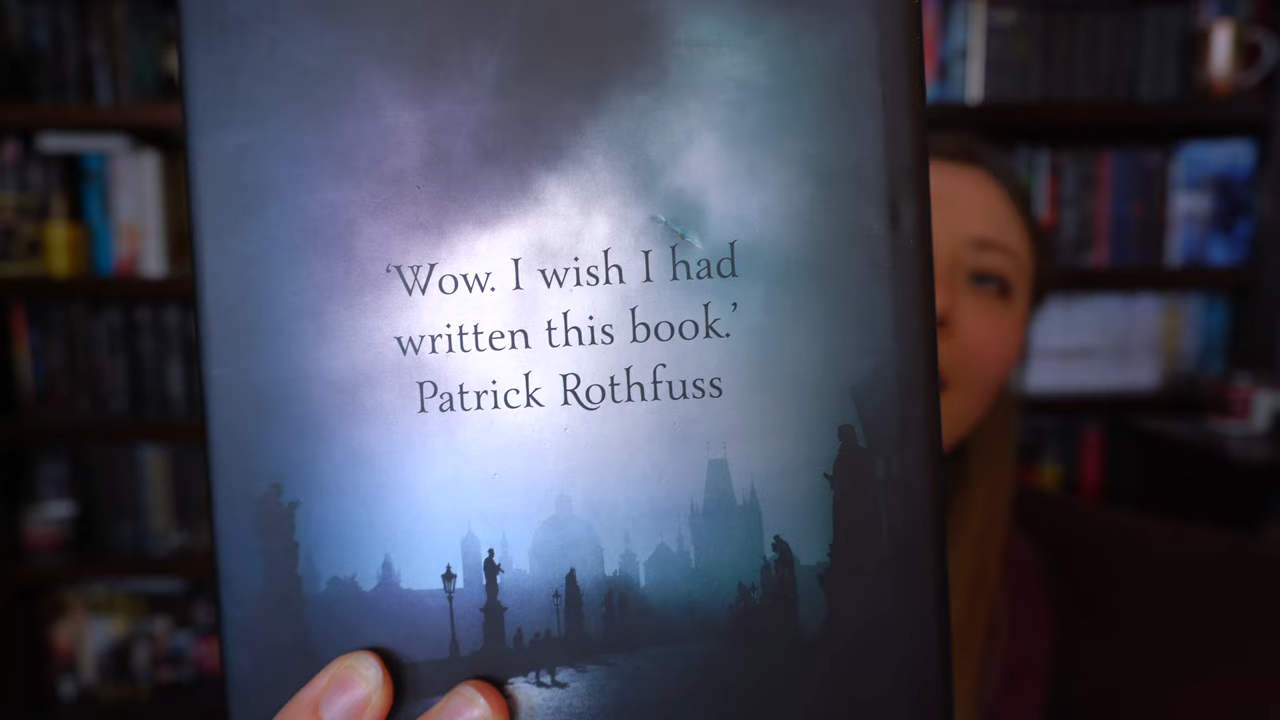 ‘Wow. I wish I had
written this book.’
Patrick Rothfuss